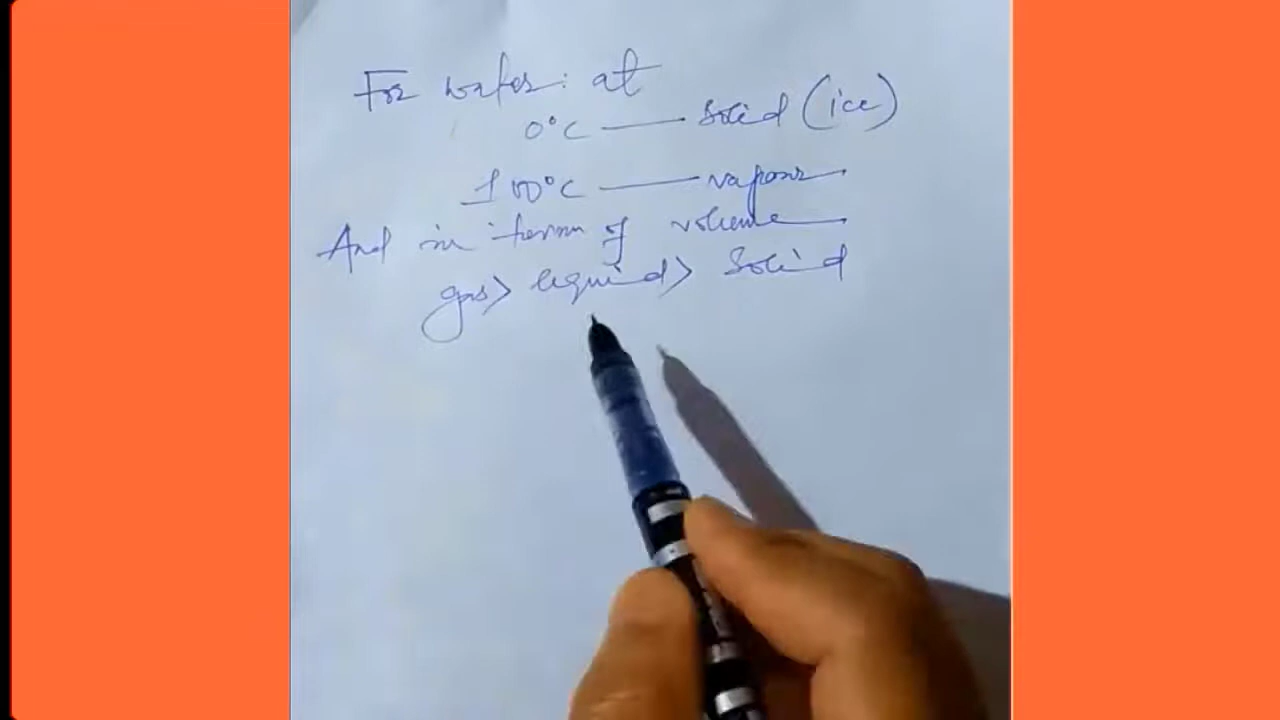 For water: at
0°C — Solid (ice)
100°C — vapour
And in terms of volume
gas > liquid > Solid